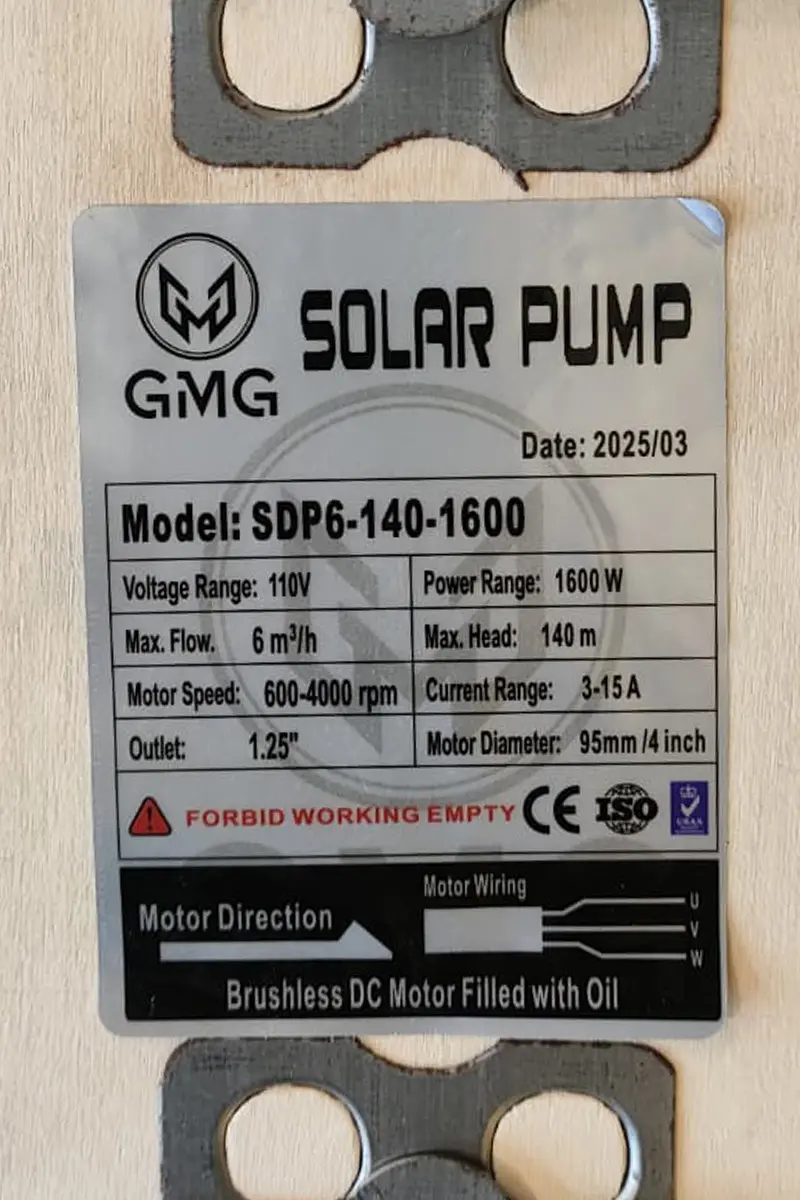 GMG
SOLAR PUMP
Date: 2025/03
Model: SDP6-140-1600
Voltage Range: 110V
Power Range: 1600 W
Max. Flow. 6 m³/h
Max. Head: 140 m
Motor Speed: 600-4000 rpm
Current Range: 3-15 A
Outlet: 1.25"
Motor Diameter: 95mm /4 inch
FORBID WORKING EMPTY
CE
ISO
Motor Direction
Motor Wiring
U
V
W
Brushless DC Motor Filled with Oil